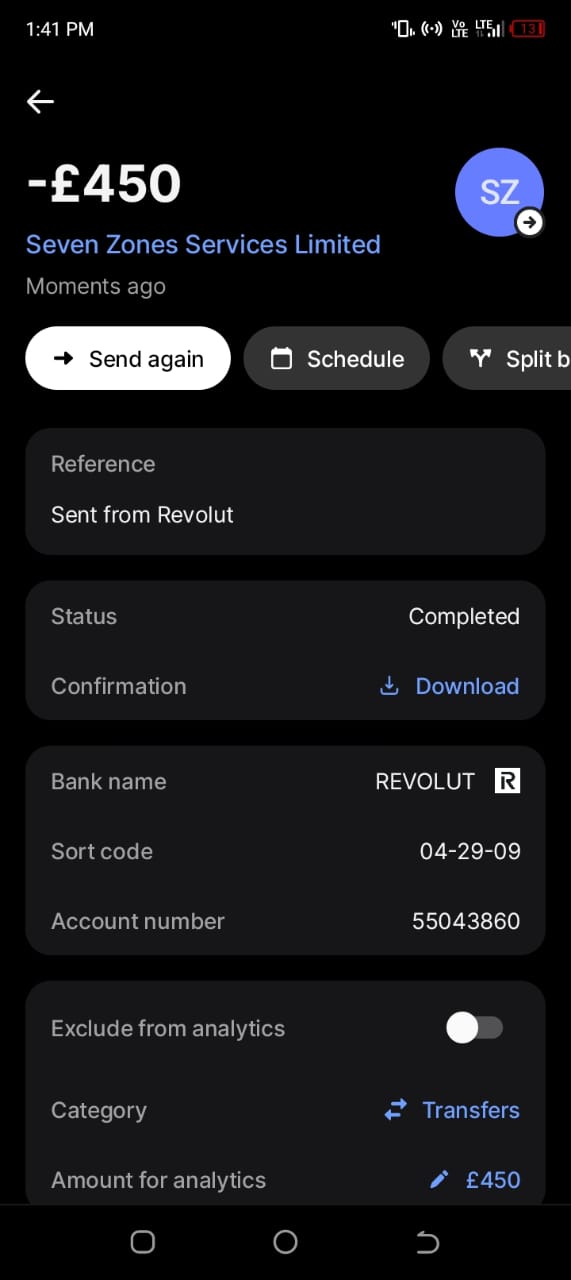 1:41 PM
Vo LTE LTE 13
-£450
SZ
Seven Zones Services Limited
Moments ago
Send again Schedule Split b
Reference
Sent from Revolut
Status Completed
Confirmation Download
Bank name REVOLUT R
Sort code 04-29-09
Account number 55043860
Exclude from analytics
Category Transfers
Amount for analytics £450